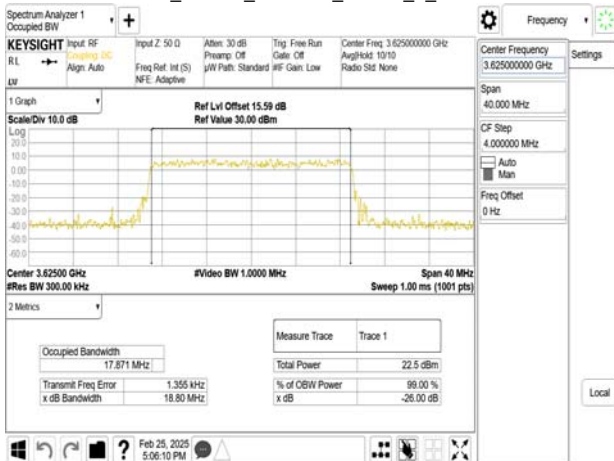 Spectrum Analyzer 1
Occupied BW
Frequency
KEYSIGHT
RL
Input: RF
Coupling: DC
Align: Auto
Input Z: 50 Ω
Freq Ref: Int (S)
NFE: Adaptive
Atten: 30 dB
Preamp: Off
µW Path: Standard
Trig: Free Run
Gate: Off
#IF Gain: Low
Center Freq: 3.625000000 GHz
Avg|Hold: 10/10
Radio Std: None
Center Frequency
3.625000000 GHz
Settings
Span
40.000 MHz
CF Step
4.000000 MHz
Auto
Man
Freq Offset
0 Hz
Local
1 Graph
Scale/Div 10.0 dB
Ref Lvl Offset 15.59 dB
Ref Value 30.00 dBm
Log
20.0
10.0
0.00
-10.0
-20.0
-30.0
-40.0
-50.0
-60.0
Center 3.62500 GHz
#Res BW 300.00 kHz
#Video BW 1.0000 MHz
Span 40 MHz
Sweep 1.00 ms (1001 pts)
2 Metrics
Measure Trace Trace 1
Occupied Bandwidth
17.871 MHz
Total Power 22.5 dBm
Transmit Freq Error 1.355 kHz
% of OBW Power 99.00 %
x dB Bandwidth 18.80 MHz
x dB -26.00 dB
Feb 25, 2025
5:06:10 PM